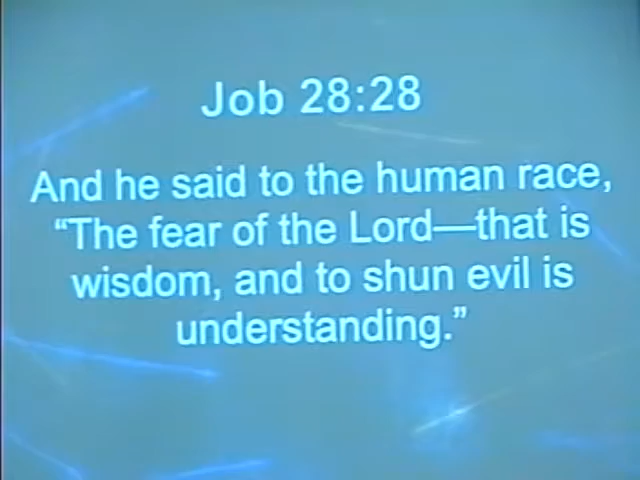 Job 28:28
And he said to the human race,
“The fear of the Lord—that is
wisdom, and to shun evil is
understanding.”